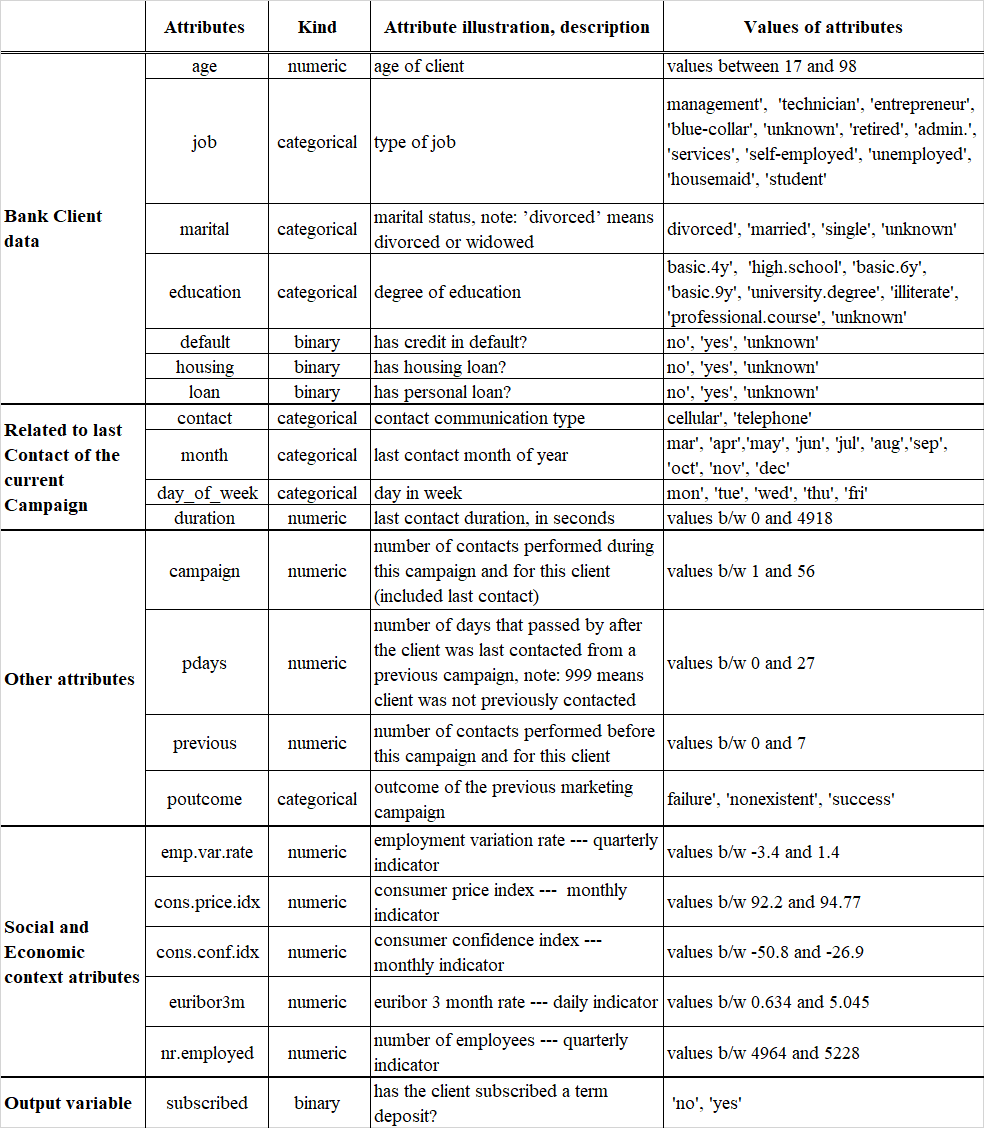 Attributes Kind Attribute illustration, description Values of attributes
Bank Client
data
age numeric age of client values between 17 and 98
job categorical type of job
management',  'technician', 'entrepreneur',
'blue-collar', 'unknown', 'retired', 'admin.',
'services', 'self-employed', 'unemployed',
'housemaid', 'student'
marital categorical
marital status, note: ’divorced’ means
divorced or widowed
divorced', 'married', 'single', 'unknown'
education categorical degree of education
basic.4y',  'high.school', 'basic.6y',
'basic.9y', 'university.degree', 'illiterate',
'professional.course', 'unknown'
default binary has credit in default? no', 'yes', 'unknown'
housing binary has housing loan? no', 'yes', 'unknown'
loan binary has personal loan? no', 'yes', 'unknown'
Related to last
Contact of the
current
Campaign
contact categorical contact communication type cellular', 'telephone'
month categorical last contact month of year
mar', 'apr','may', 'jun', 'jul', 'aug','sep',
'oct', 'nov', 'dec'
day_of_week categorical day in week mon', 'tue', 'wed', 'thu', 'fri'
duration numeric last contact duration, in seconds values b/w 0 and 4918
Other attributes
campaign numeric
number of contacts performed during
this campaign and for this client
(included last contact)
values b/w 1 and 56
pdays numeric
number of days that passed by after
the client was last contacted from a
previous campaign, note: 999 means
client was not previously contacted
values b/w 0 and 27
previous numeric
number of contacts performed before
this campaign and for this client
values b/w 0 and 7
poutcome categorical
outcome of the previous marketing
campaign
failure', 'nonexistent', 'success'
Social and
Economic
context atributes
emp.var.rate numeric
employment variation rate --- quarterly
indicator
values b/w -3.4 and 1.4
cons.price.idx numeric
consumer price index ---  monthly
indicator
values b/w 92.2 and 94.77
cons.conf.idx numeric
consumer confidence index ---
monthly indicator
values b/w -50.8 and -26.9
euribor3m numeric euribor 3 month rate --- daily indicator values b/w 0.634 and 5.045
nr.employed numeric
number of employees --- quarterly
indicator
values b/w 4964 and 5228
Output variable
subscribed binary
has the client subscribed a term
deposit?
'no', 'yes'